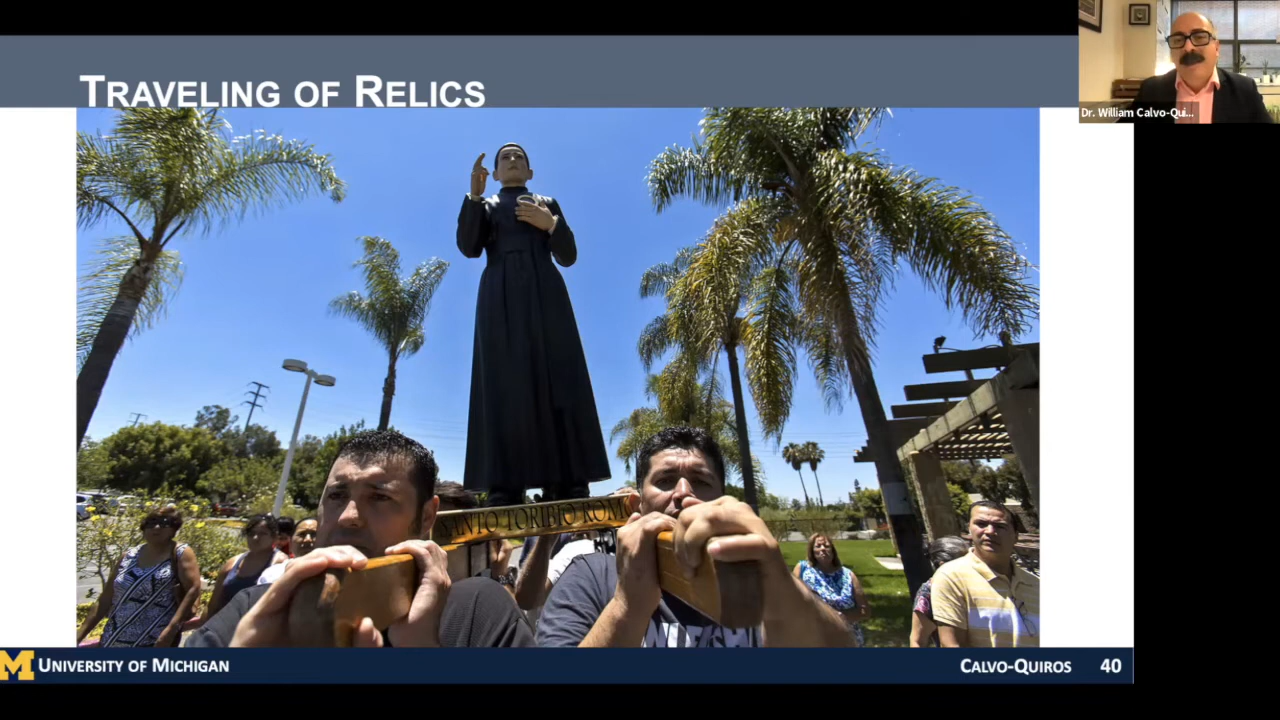 TRAVELING OF RELICS
Dr. William Calvo-Qui...
SANTO TORIBIO ROMO
M UNIVERSITY OF MICHIGAN
CALVO-QUIROS 40